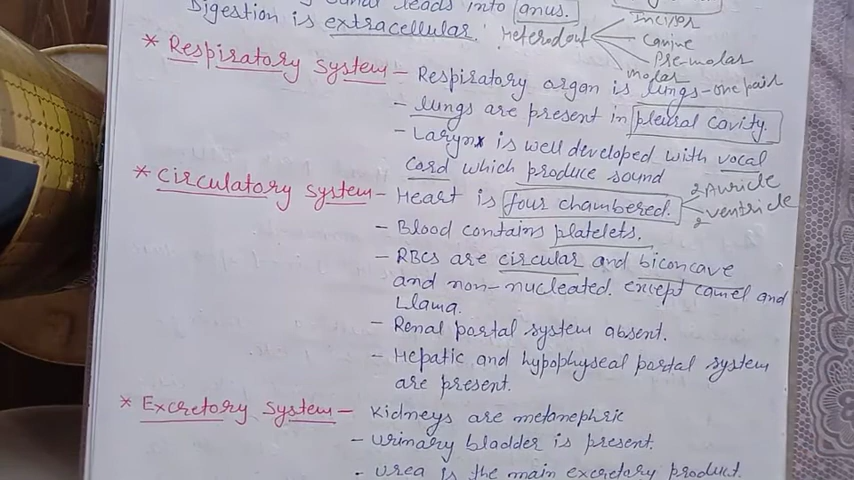 canal leads into anus.
Digestion is extracellular. Heterodont
Incisor
Canine
Pre-molar
molar
* Respiratory system - Respiratory organ is lungs-one pair
- lungs are present in pleural cavity.
- Larynx is well developed with vocal
cord which produce sound
* Circulatory system - Heart is four chambered.
2 Auricle
2 ventricle
- Blood contains platelets.
- RBCs are circular and biconcave
and non-nucleated. except camel and
Llama.
- Renal portal system absent.
- Hepatic and hypophyseal portal system
are present.
* Excretory system - Kidneys are metanephric
- Urinary bladder is present.
- Urea is the main excretary product.